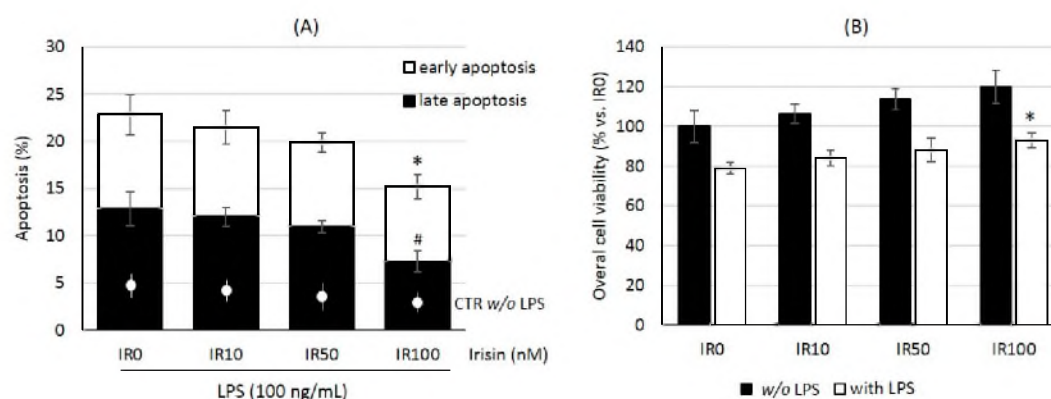 (A)
30
25
20
15
10
5
0
Apoptosis (%)
early apoptosis
late apoptosis
*
#
CTR w/o LPS
IR0 IR10 IR50 IR100 Irisin (nM)
LPS (100 ng/mL)
(B)
140
120
100
80
60
40
20
0
Overal cell viability (% vs. IR0)
*
IR0 IR10 IR50 IR100
w/o LPS with LPS